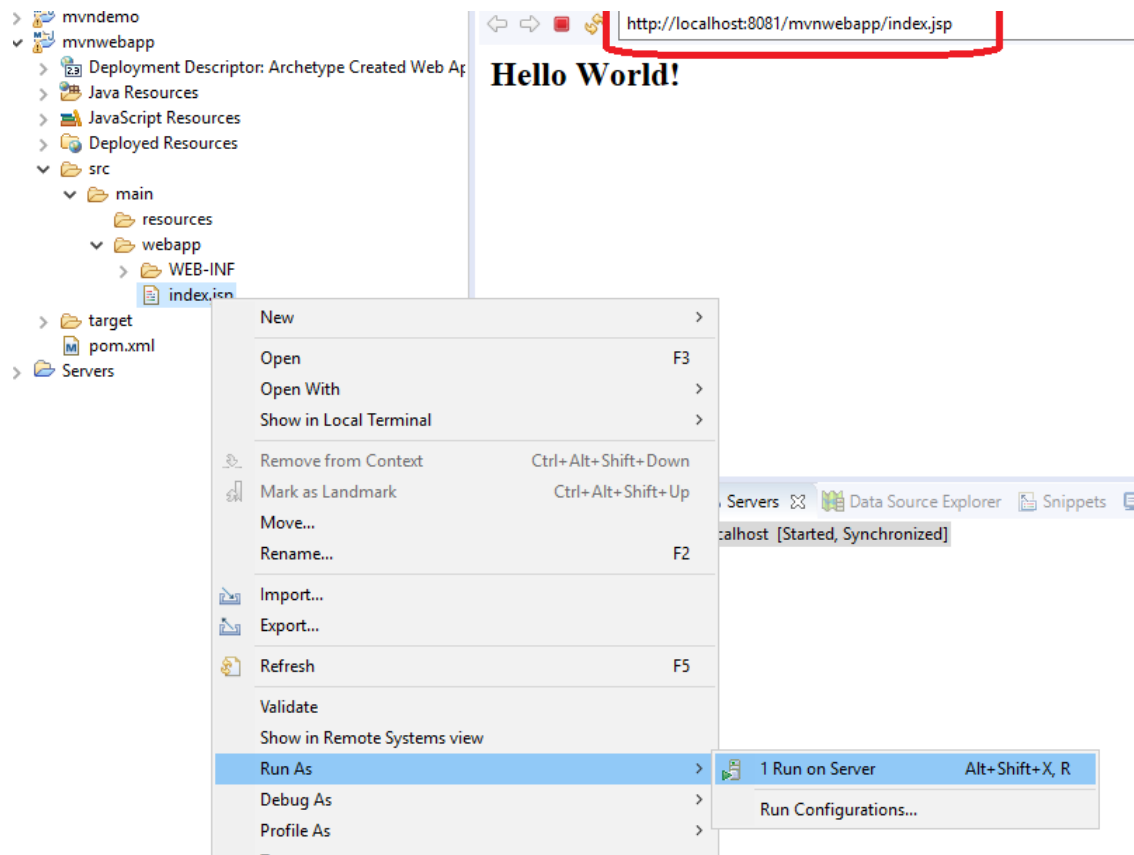 mvndemo
mvnwebapp
Deployment Descriptor: Archetype Created Web Ap
Java Resources
JavaScript Resources
Deployed Resources
src
main
resources
webapp
WEB-INF
index.jsp
target
pom.xml
Servers
http://localhost:8081/mvnwebapp/index.jsp
Hello World!
New
Open F3
Open With
Show in Local Terminal
Remove from Context Ctrl+Alt+Shift+Down
Mark as Landmark Ctrl+Alt+Shift+Up
Move...
Rename... F2
Import...
Export...
Refresh F5
Validate
Show in Remote Systems view
Run As
Debug As
Profile As
1 Run on Server Alt+Shift+X, R
Run Configurations...
Servers Data Source Explorer Snippets
calhost [Started, Synchronized]